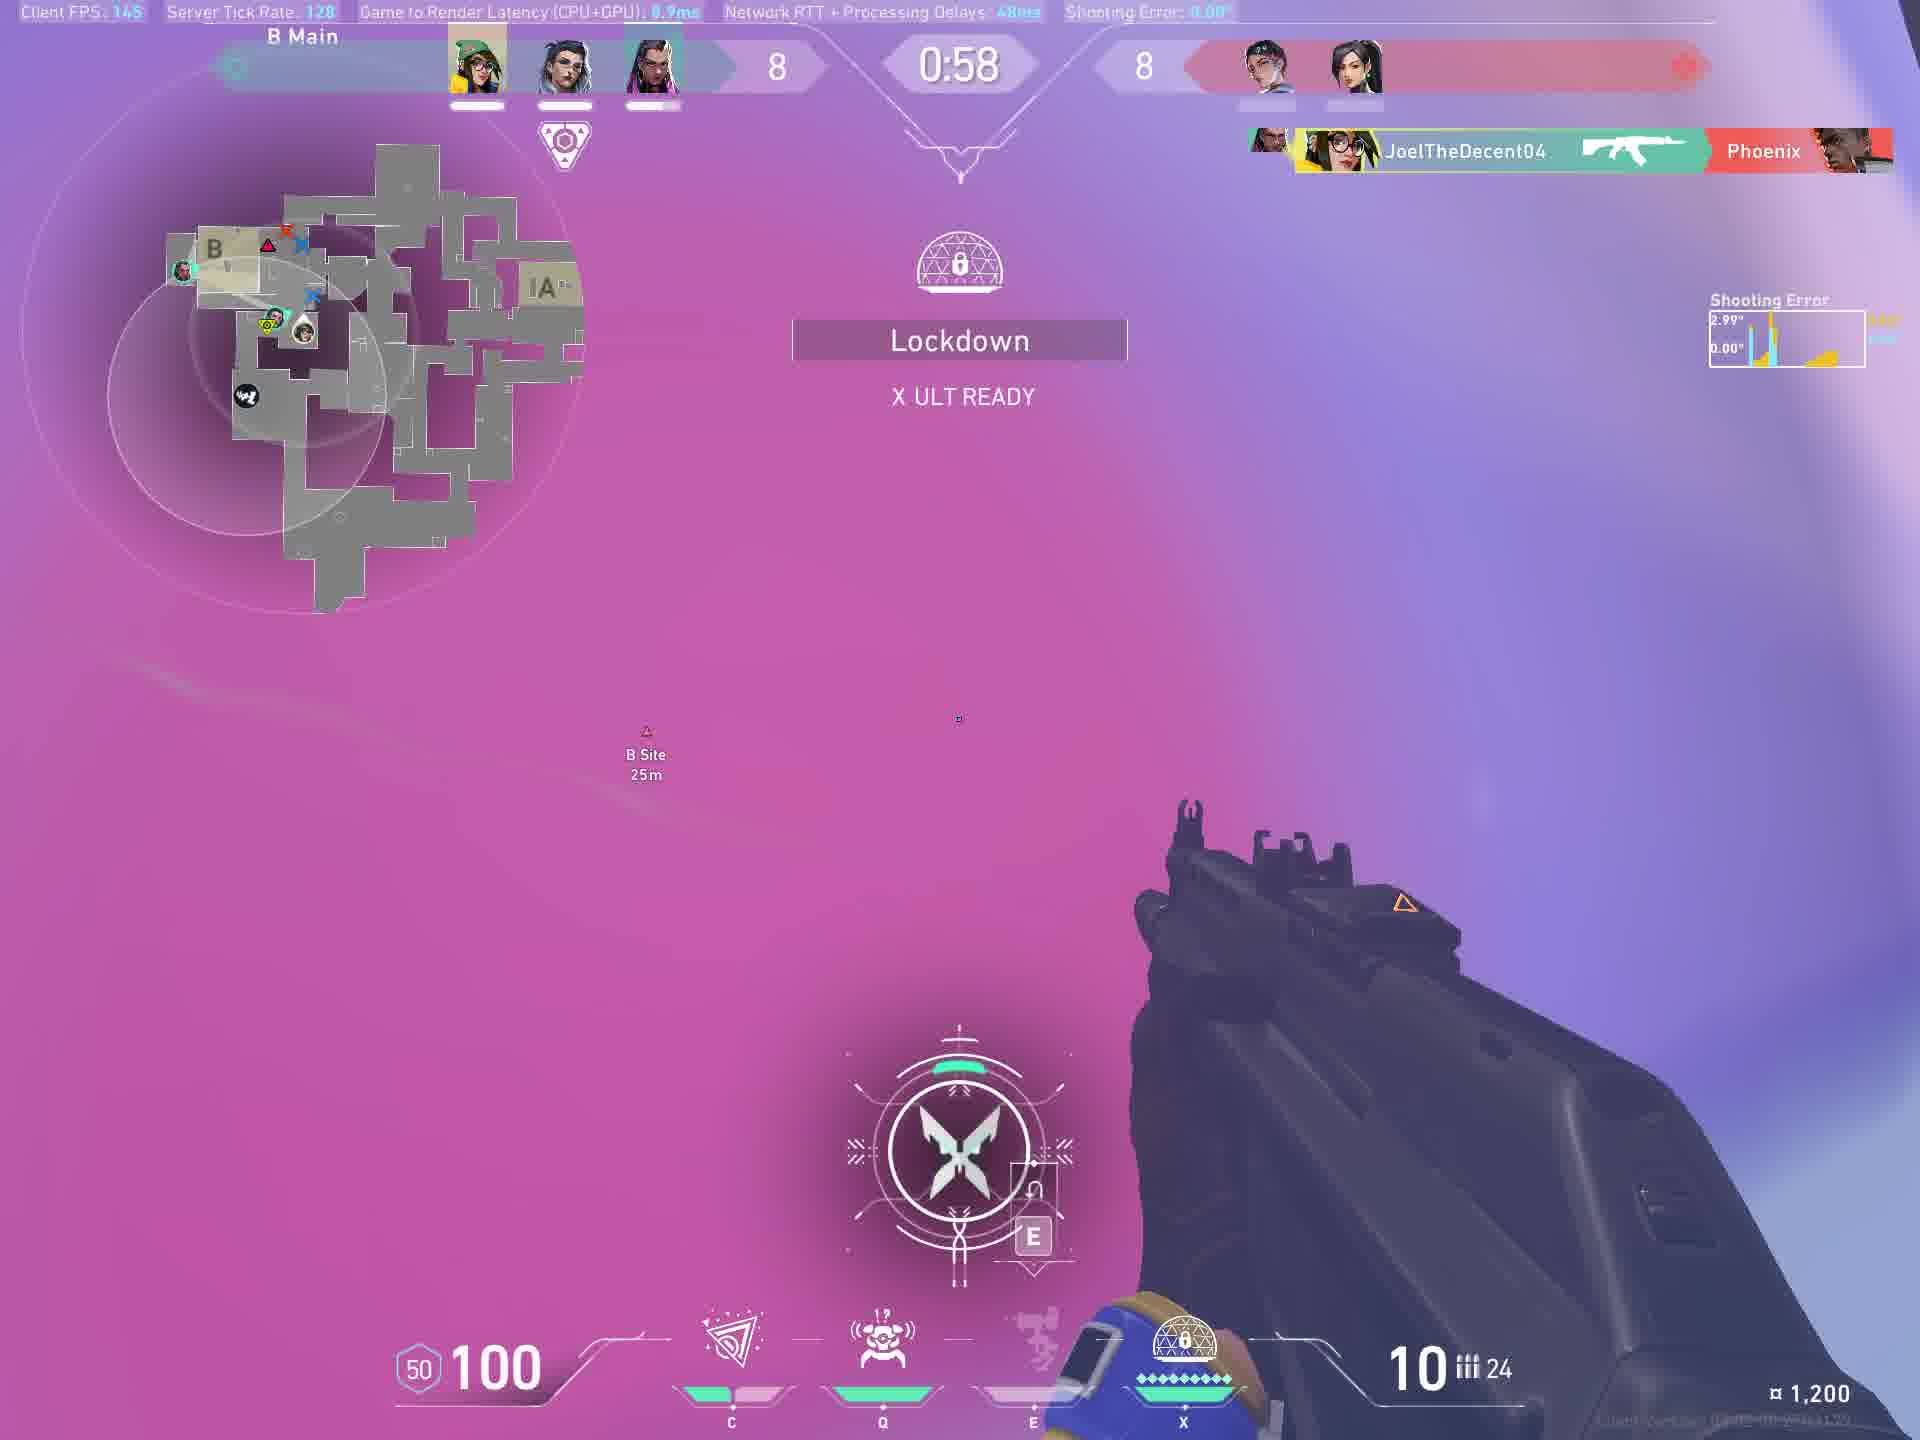 Client FPS: 145 Server Tick Rate: 128 Game to Render Latency (CPU+GPU): 8.9ms Network RTT + Processing Delays: 48ms Shooting Error: 0.00°
B Main
8 0:58 8
JoelTheDecent04 Phoenix
B
A
Lockdown
X ULT READY
Shooting Error
2.99°
0.00°
B Site
25m
E
50 100
10 24
¤ 1,200
C Q E X